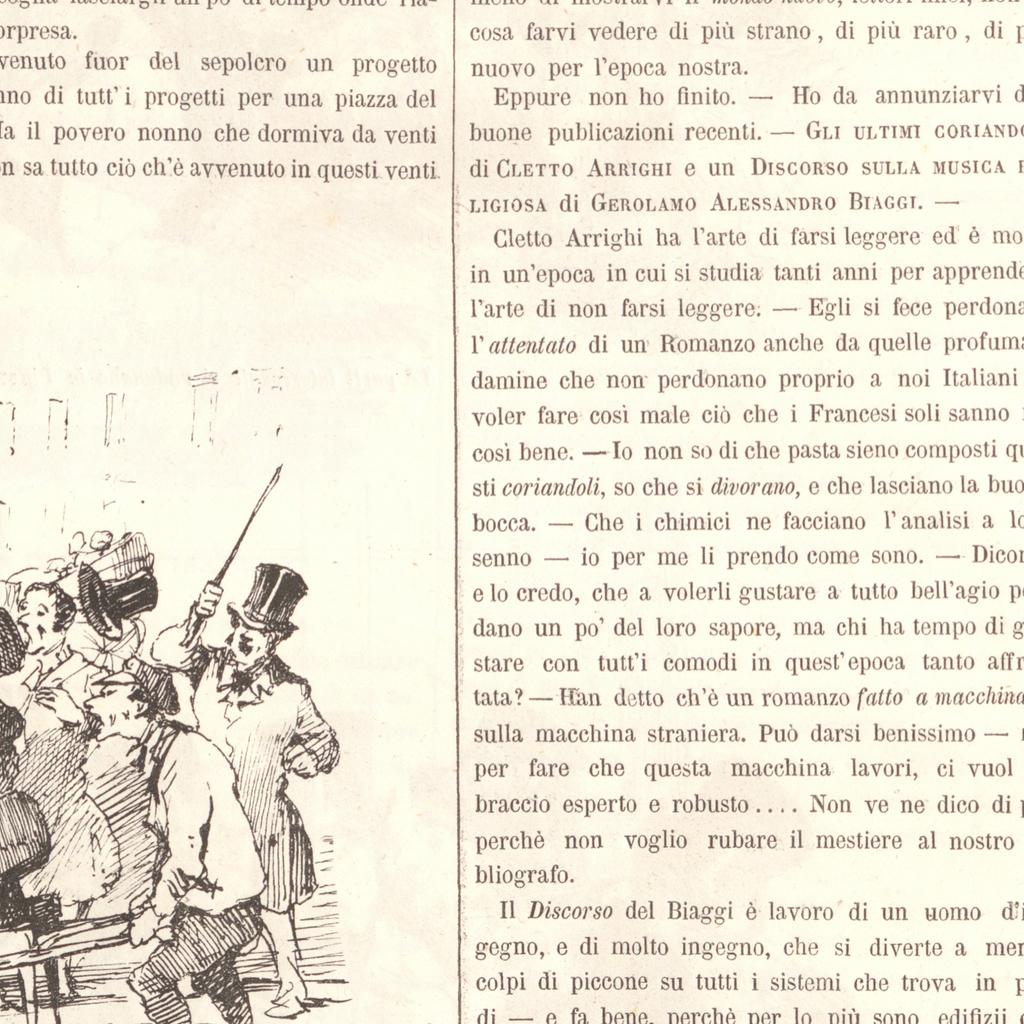 orpresa.
venuto fuor del sepolcro un progetto
nno di tutt'i progetti per una piazza del
Ma il povero nonno che dormiva da venti
n sa tutto ciò ch'è avvenuto in questi venti
cosa farvi vedere di più strano, di più raro, di p
nuovo per l'epoca nostra.
Eppure non ho finito. — Ho da annunziarvi d
buone publicazioni recenti. — GLI ULTIMI CORIANDO
di CLETTO ARRIGHI e un DISCORSO SULLA MUSICA R
LIGIOSA di GEROLAMO ALESSANDRO BIAGGI. —
Cletto Arrighi ha l'arte di farsi leggere ed è mo
in un'epoca in cui si studia tanti anni per apprende
l'arte di non farsi leggere. — Egli si fece perdona
l'attentato di un Romanzo anche da quelle profuma
damine che non perdonano proprio a noi Italiani
voler fare così male ciò che i Francesi soli sanno
così bene. — Io non so di che pasta sieno composti qu
sti coriandoli, so che si divorano, e che lasciano la buo
bocca. — Che i chimici ne facciano l'analisi a lo
senno — io per me li prendo come sono. — Dicon
e lo credo, che a volerli gustare a tutto bell'agio pe
dano un po' del loro sapore, ma chi ha tempo di g
stare con tutt'i comodi in quest'epoca tanto affr
tata? — Han detto ch'è un romanzo fatto a macchina
sulla macchina straniera. Può darsi benissimo — m
per fare che questa macchina lavori, ci vuol
braccio esperto e robusto.... Non ve ne dico di p
perchè non voglio rubare il mestiere al nostro
bliografo.
Il Discorso del Biaggi è lavoro di un uomo d'i
gegno, e di molto ingegno, che si diverte a men
colpi di piccone su tutti i sistemi che trova in p
di — e fa bene, perchè per lo più sono edifizii